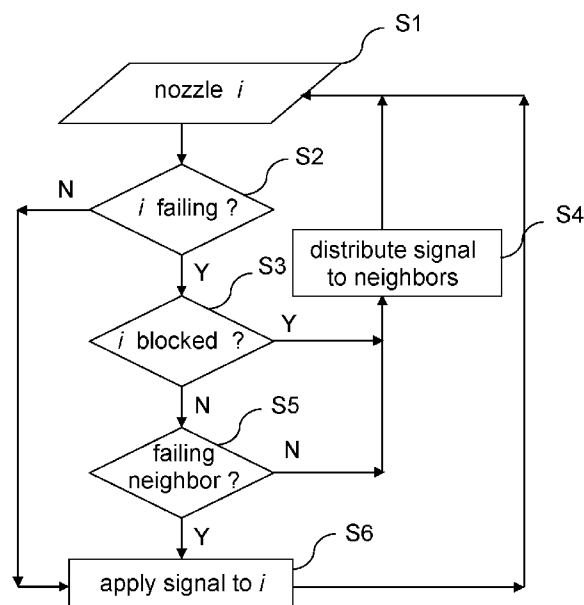 S1
nozzle i
S2
N
i failing ?
S4
Y
S3
distribute signal
to neighbors
i blocked ?
Y
N
S5
failing
neighbor ?
N
Y
S6
apply signal to i